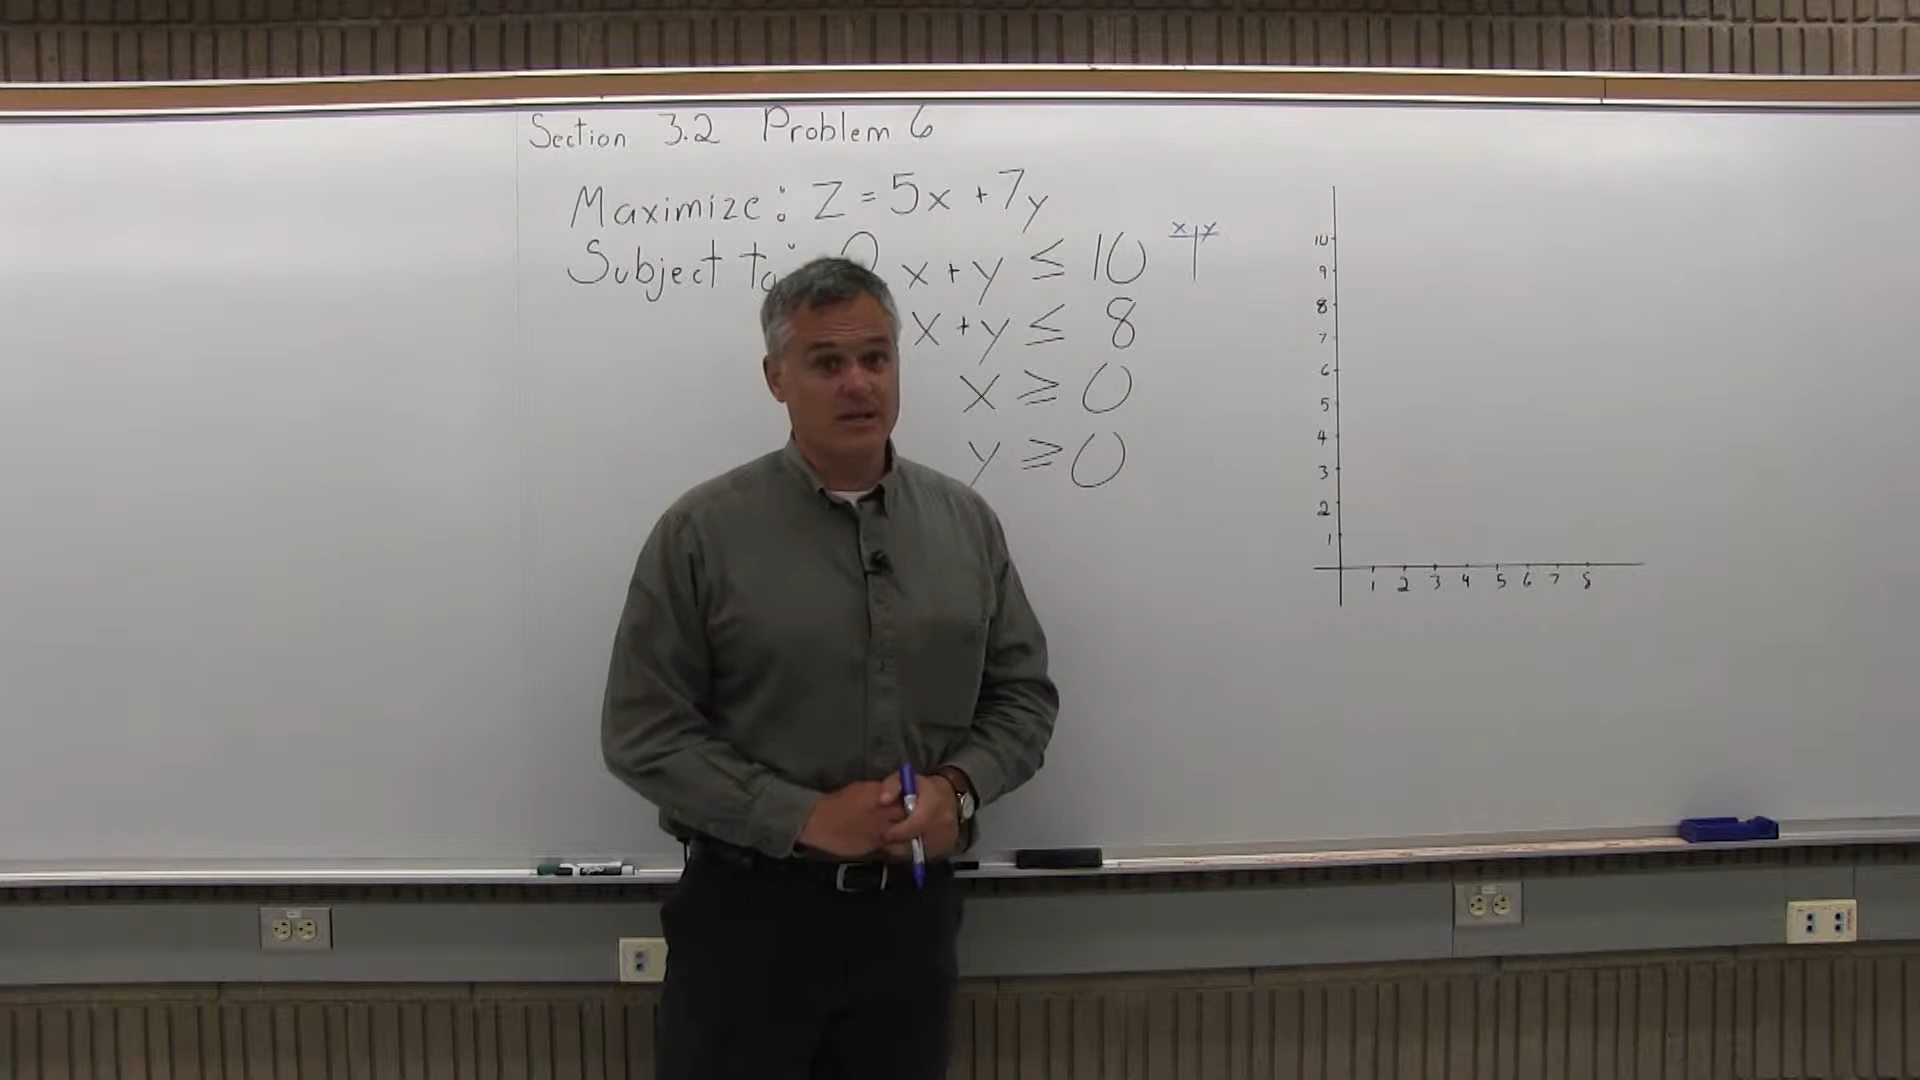 Section 3.2 Problem 6
Maximize: Z = 5x + 7y
Subject to: x + y ≤ 10
x + y ≤ 8
x ≥ 0
y ≥ 0
x y
10
9
8
7
6
5
4
3
2
1
1 2 3 4 5 6 7 8